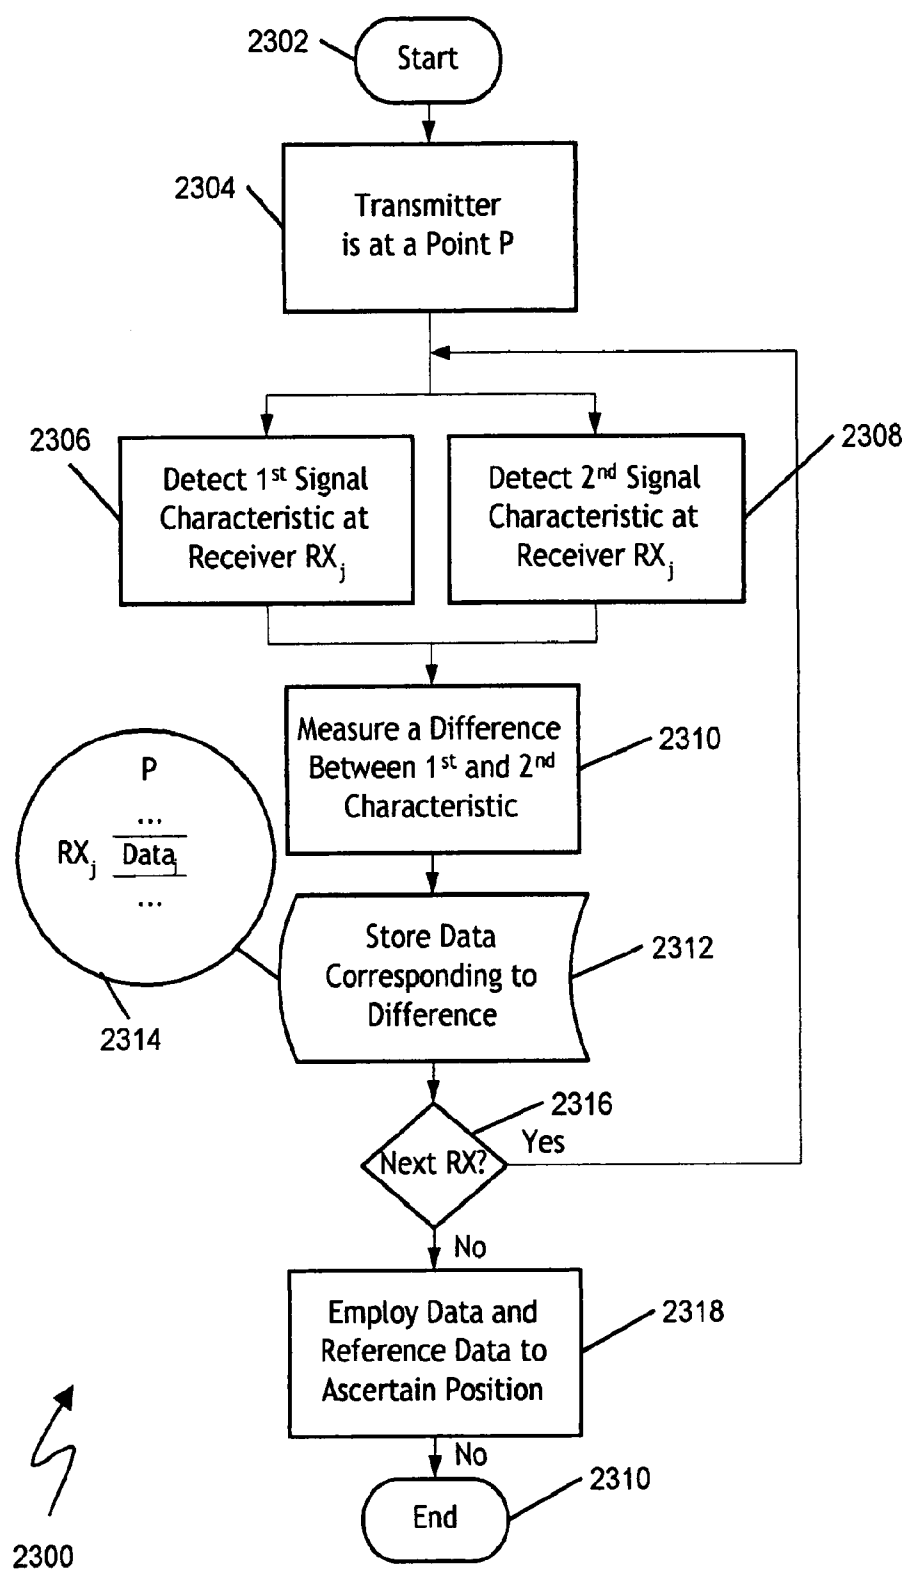 2302
Start
2304
Transmitter
is at a Point P
2306
Detect 1st Signal
Characteristic at
Receiver RXj
2308
Detect 2nd Signal
Characteristic at
Receiver RXj
Measure a Difference
Between 1st and 2nd
Characteristic
2310
P
...
RXj Dataj
...
2314
Store Data
Corresponding to
Difference
2312
2316
Next RX?
Yes
No
Employ Data and
Reference Data to
Ascertain Position
2318
No
End
2310
2300